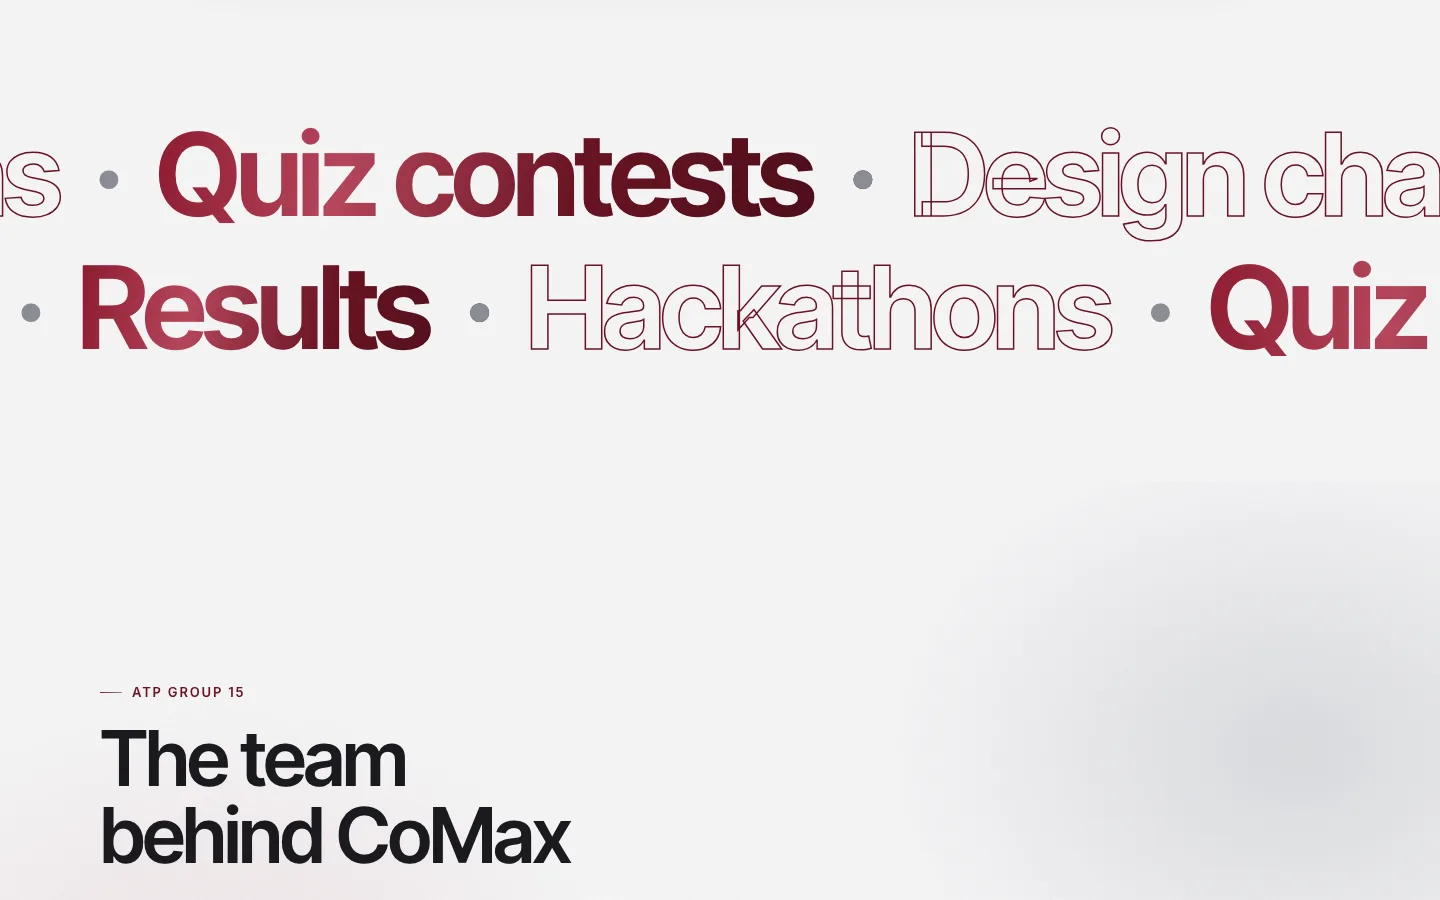 Quiz contests • Design cha
• Results • Hackathons • Quiz
ATP GROUP 15
The team
behind CoMax